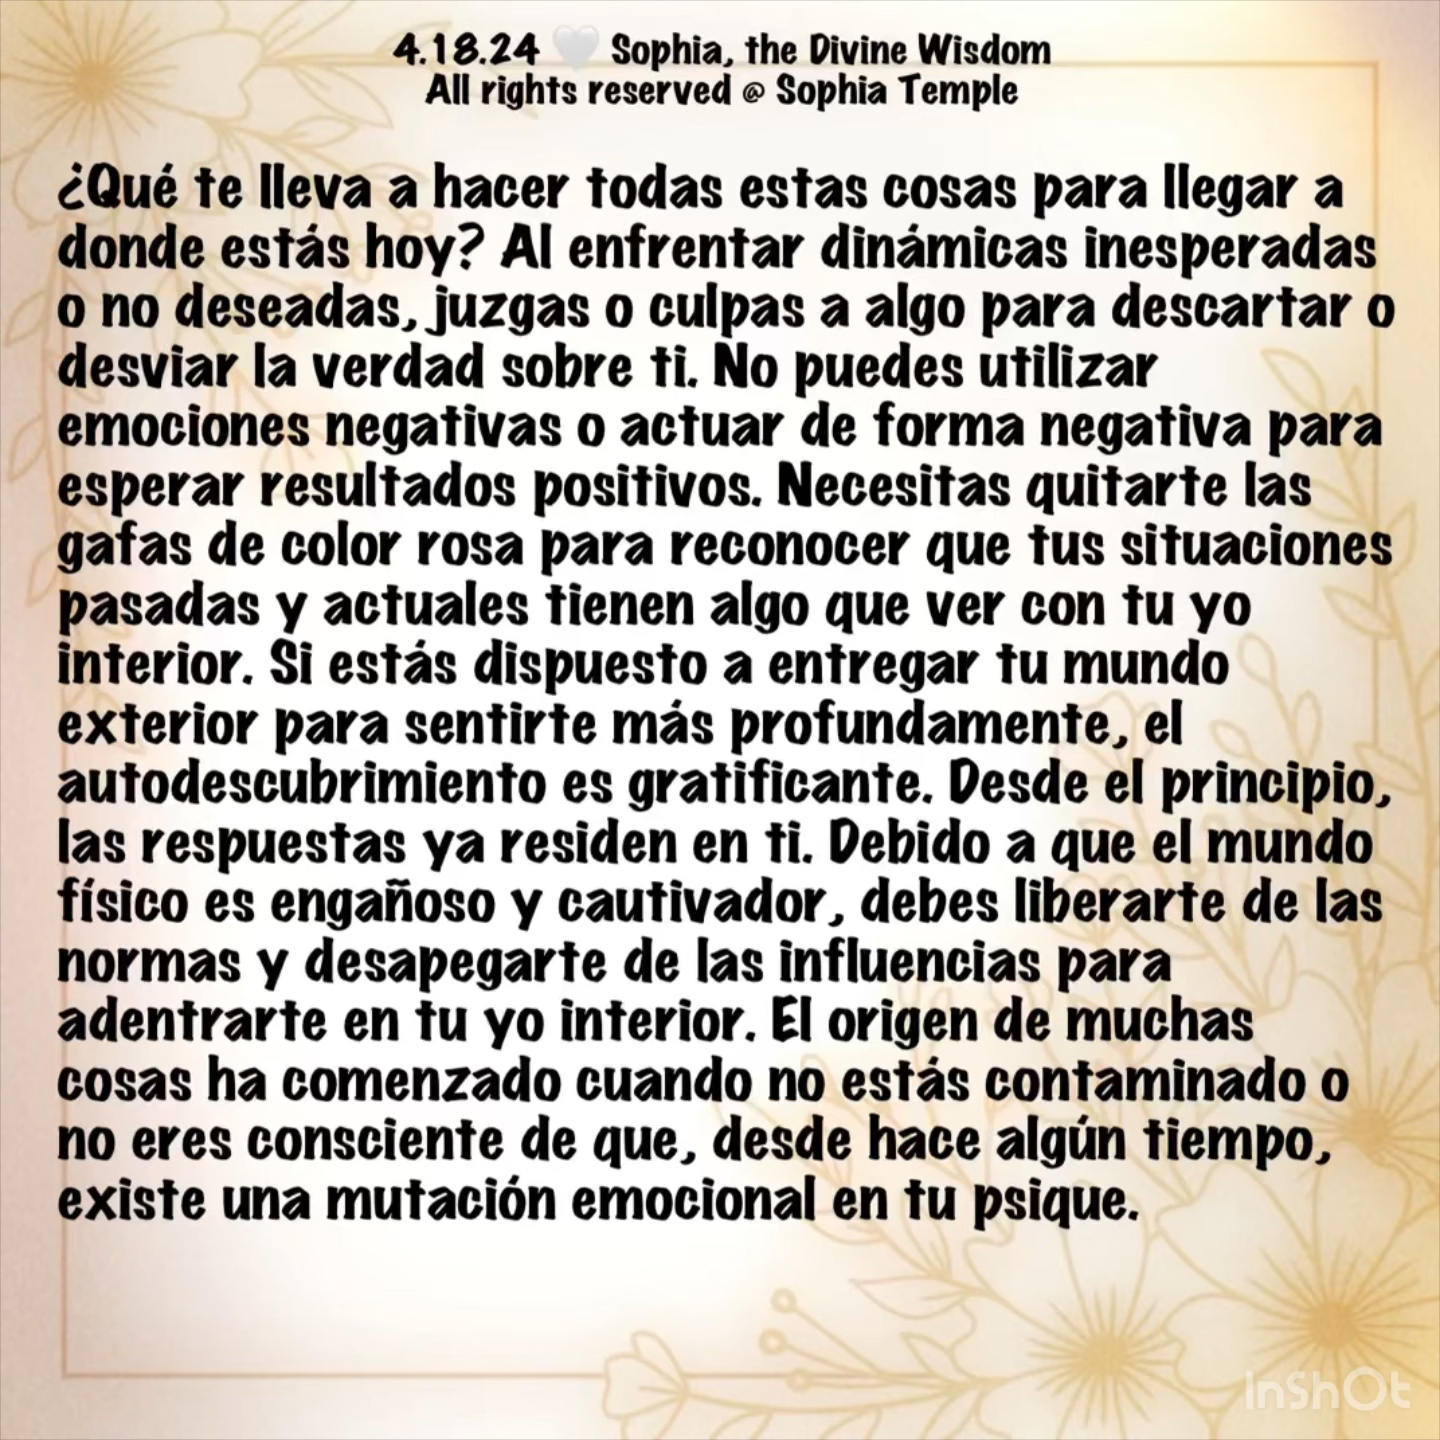 4.18.24 🤍 Sophia, the Divine Wisdom
All rights reserved @ Sophia Temple
¿Qué te lleva a hacer todas estas cosas para llegar a
donde estás hoy? Al enfrentar dinámicas inesperadas
o no deseadas, juzgas o culpas a algo para descartar o
desviar la verdad sobre ti. No puedes utilizar
emociones negativas o actuar de forma negativa para
esperar resultados positivos. Necesitas quitarte las
gafas de color rosa para reconocer que tus situaciones
pasadas y actuales tienen algo que ver con tu yo
interior. Si estás dispuesto a entregar tu mundo
exterior para sentirte más profundamente, el
autodescubrimiento es gratificante. Desde el principio,
las respuestas ya residen en ti. Debido a que el mundo
físico es engañoso y cautivador, debes liberarte de las
normas y desapegarte de las influencias para
adentrarte en tu yo interior. El origen de muchas
cosas ha comenzado cuando no estás contaminado o
no eres consciente de que, desde hace algún tiempo,
existe una mutación emocional en tu psique.
InShOt